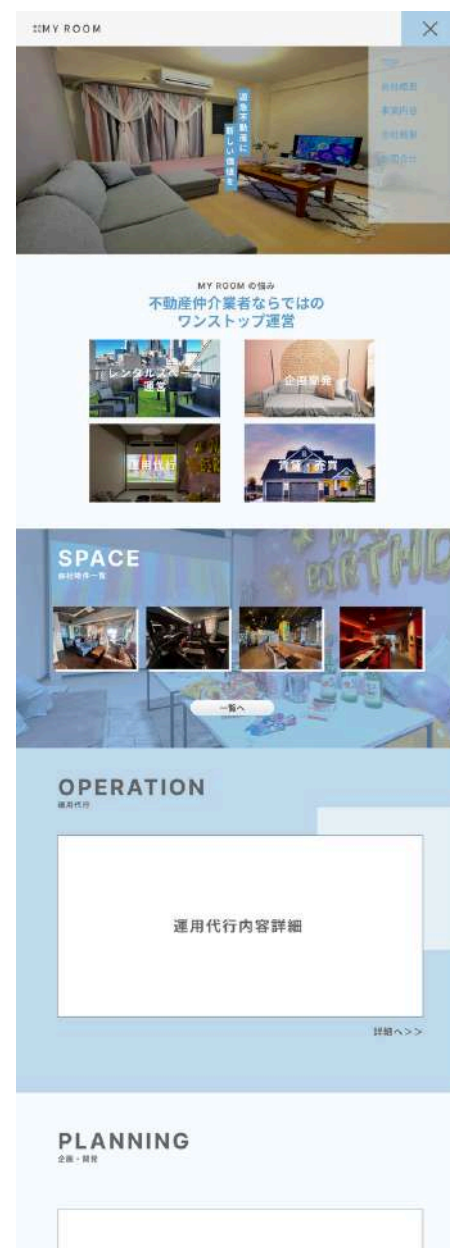 MY ROOM
TOP
会社概要
事業内容
お問合せ
遊休不動産に
新しい価値を
MY ROOM の強み
不動産仲介業者ならではの
ワンストップ運営
レンタルスペース
運営
企画開発
運用代行
賃貸・売買
SPACE
自社物件一覧
一覧へ
OPERATION
運用代行
運用代行内容詳細
詳細へ>>
PLANNING
企画・開発